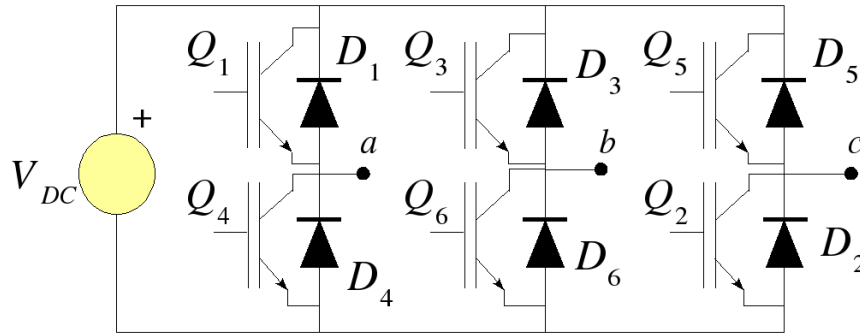 Q1 D1 Q3 D3 Q5 D5
+
a b c
VDC
Q4 D4 Q6 D6 Q2 D2